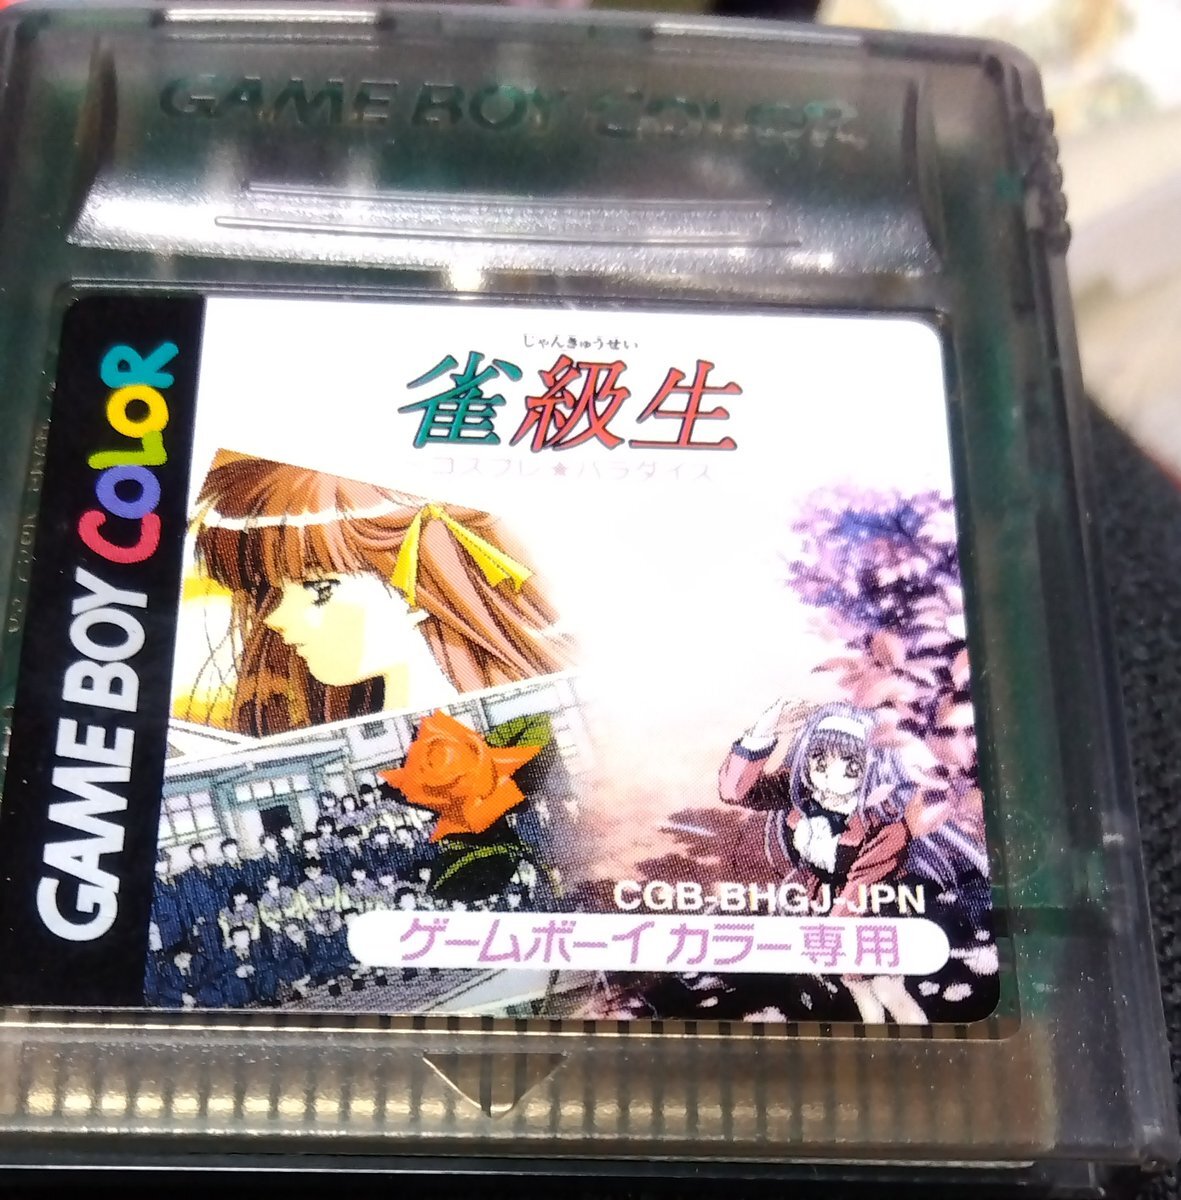 GAME BOY COLOR
GAME BOY COLOR
じゃんきゅうせい
雀級生
コスプレ★パラダイス
CGB-BHGJ-JPN
ゲームボーイカラー専用